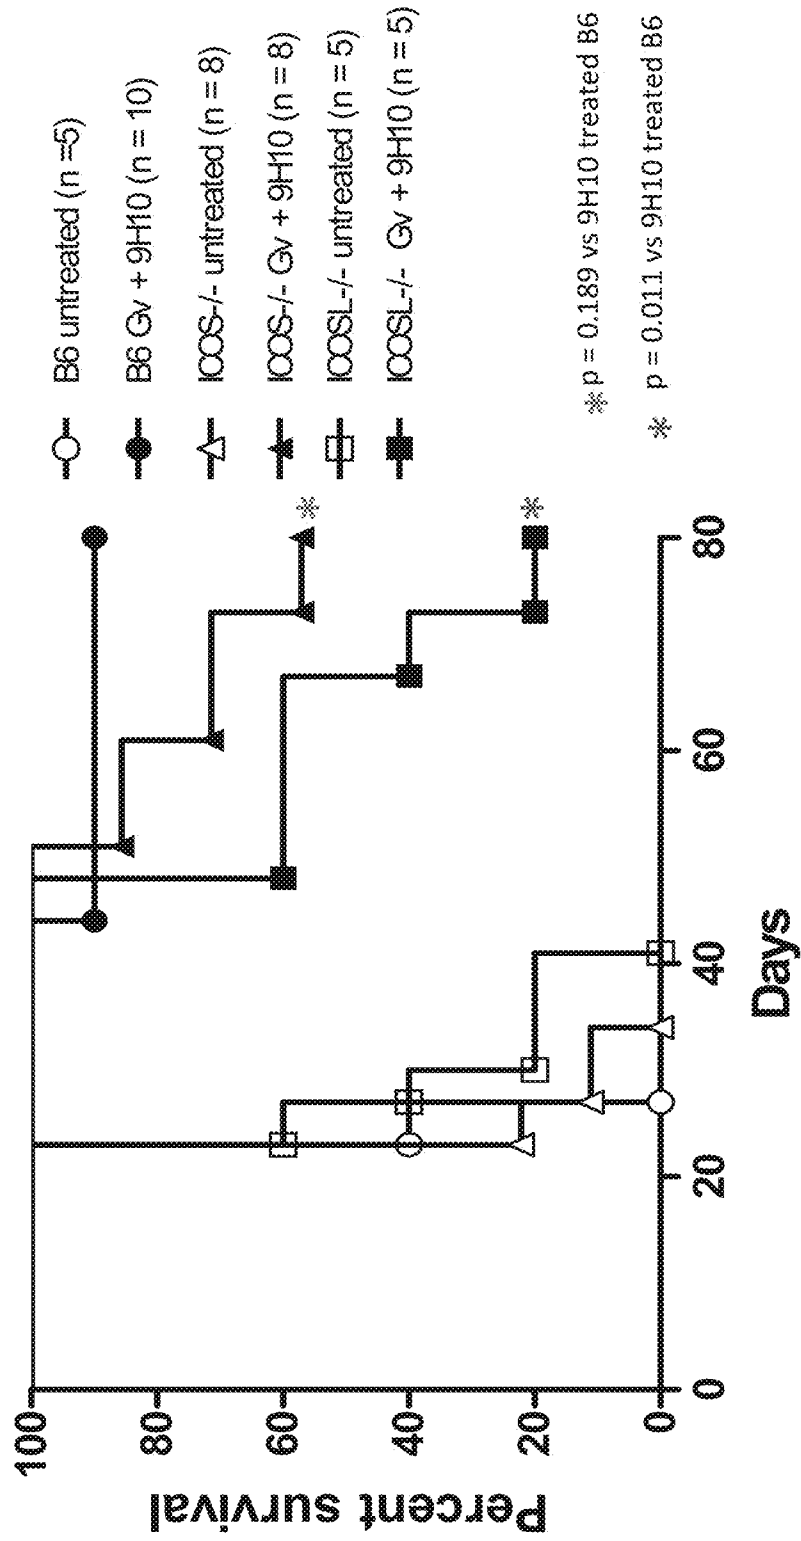 B6 untreated (n =5)
B6 Gv + 9H10 (n = 10)
ICOS-/- untreated (n = 8)
ICOS-/- Gv + 9H10 (n = 8)
ICOSL-/- untreated (n = 5)
ICOSL-/- Gv + 9H10 (n = 5)
* p = 0.189 vs 9H10 treated B6
* p = 0.011 vs 9H10 treated B6
*
*
Percent survival
100
80
60
40
20
0
0
20
40
60
80
Days